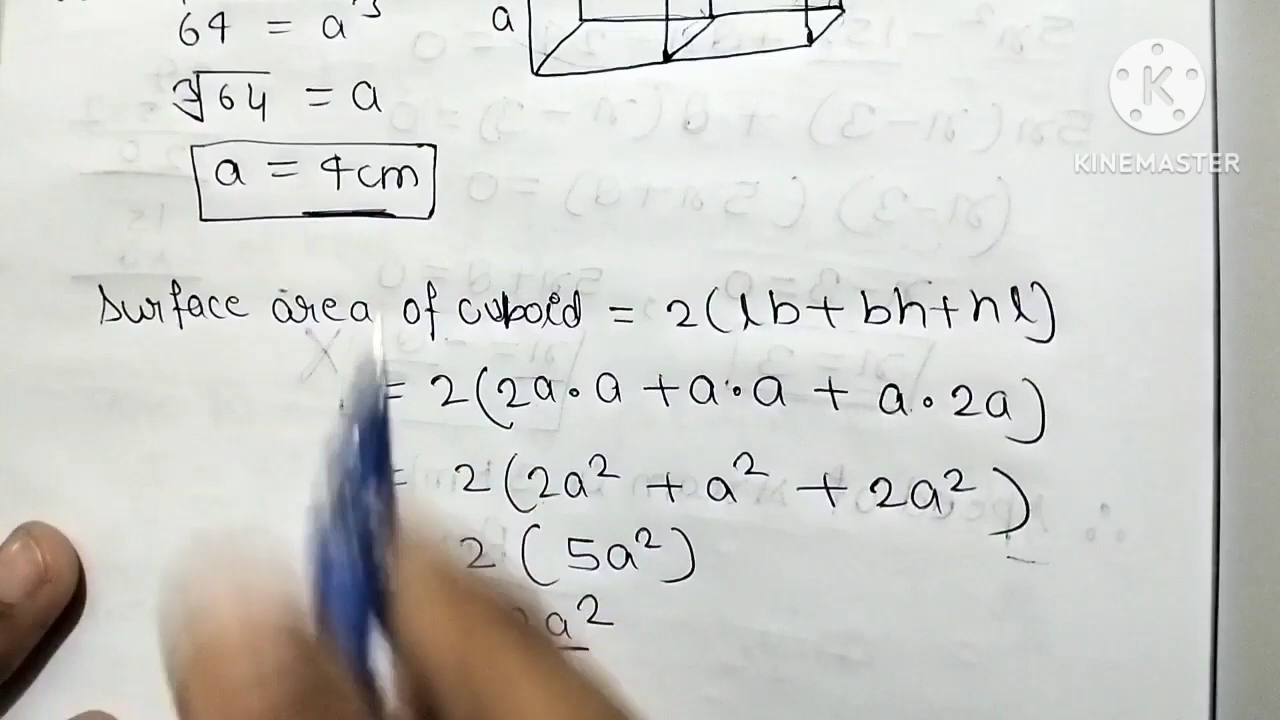 64 = a³
a
∛64 = a
a = 4cm
KINEMASTER
Surface area of cuboid = 2(lb+bh+hl)
= 2(2a·a + a·a + a·2a)
= 2(2a² + a² + 2a²)
2(5a²)
a²